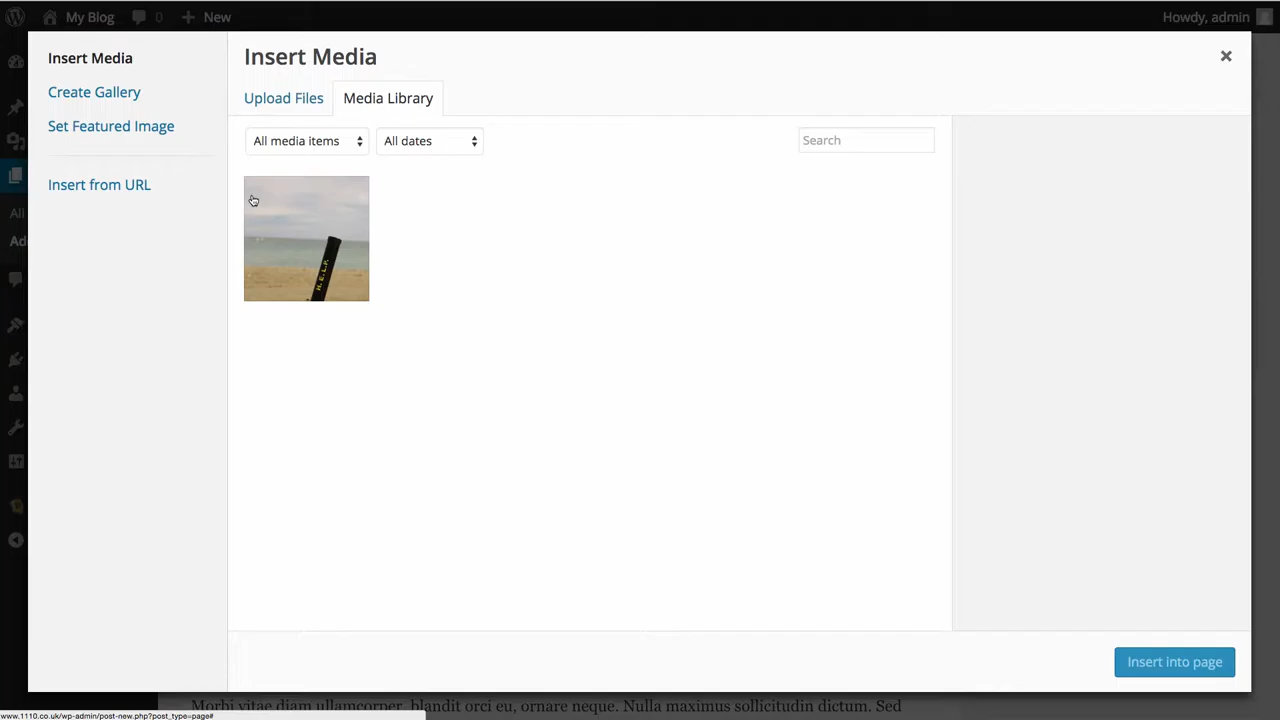 My Blog 0 New Howdy, admin
Insert Media
Create Gallery
Set Featured Image
Insert from URL
Insert Media
Upload Files Media Library
All media items All dates Search
H.E.L.P.
All
Insert into page
Morbi vitae diam ullamcorper, blandit orci eu, ornare neque. Nulla maximus sollicitudin dictum. Sed
www.1110.co.uk/wp-admin/post-new.php?post_type=page#